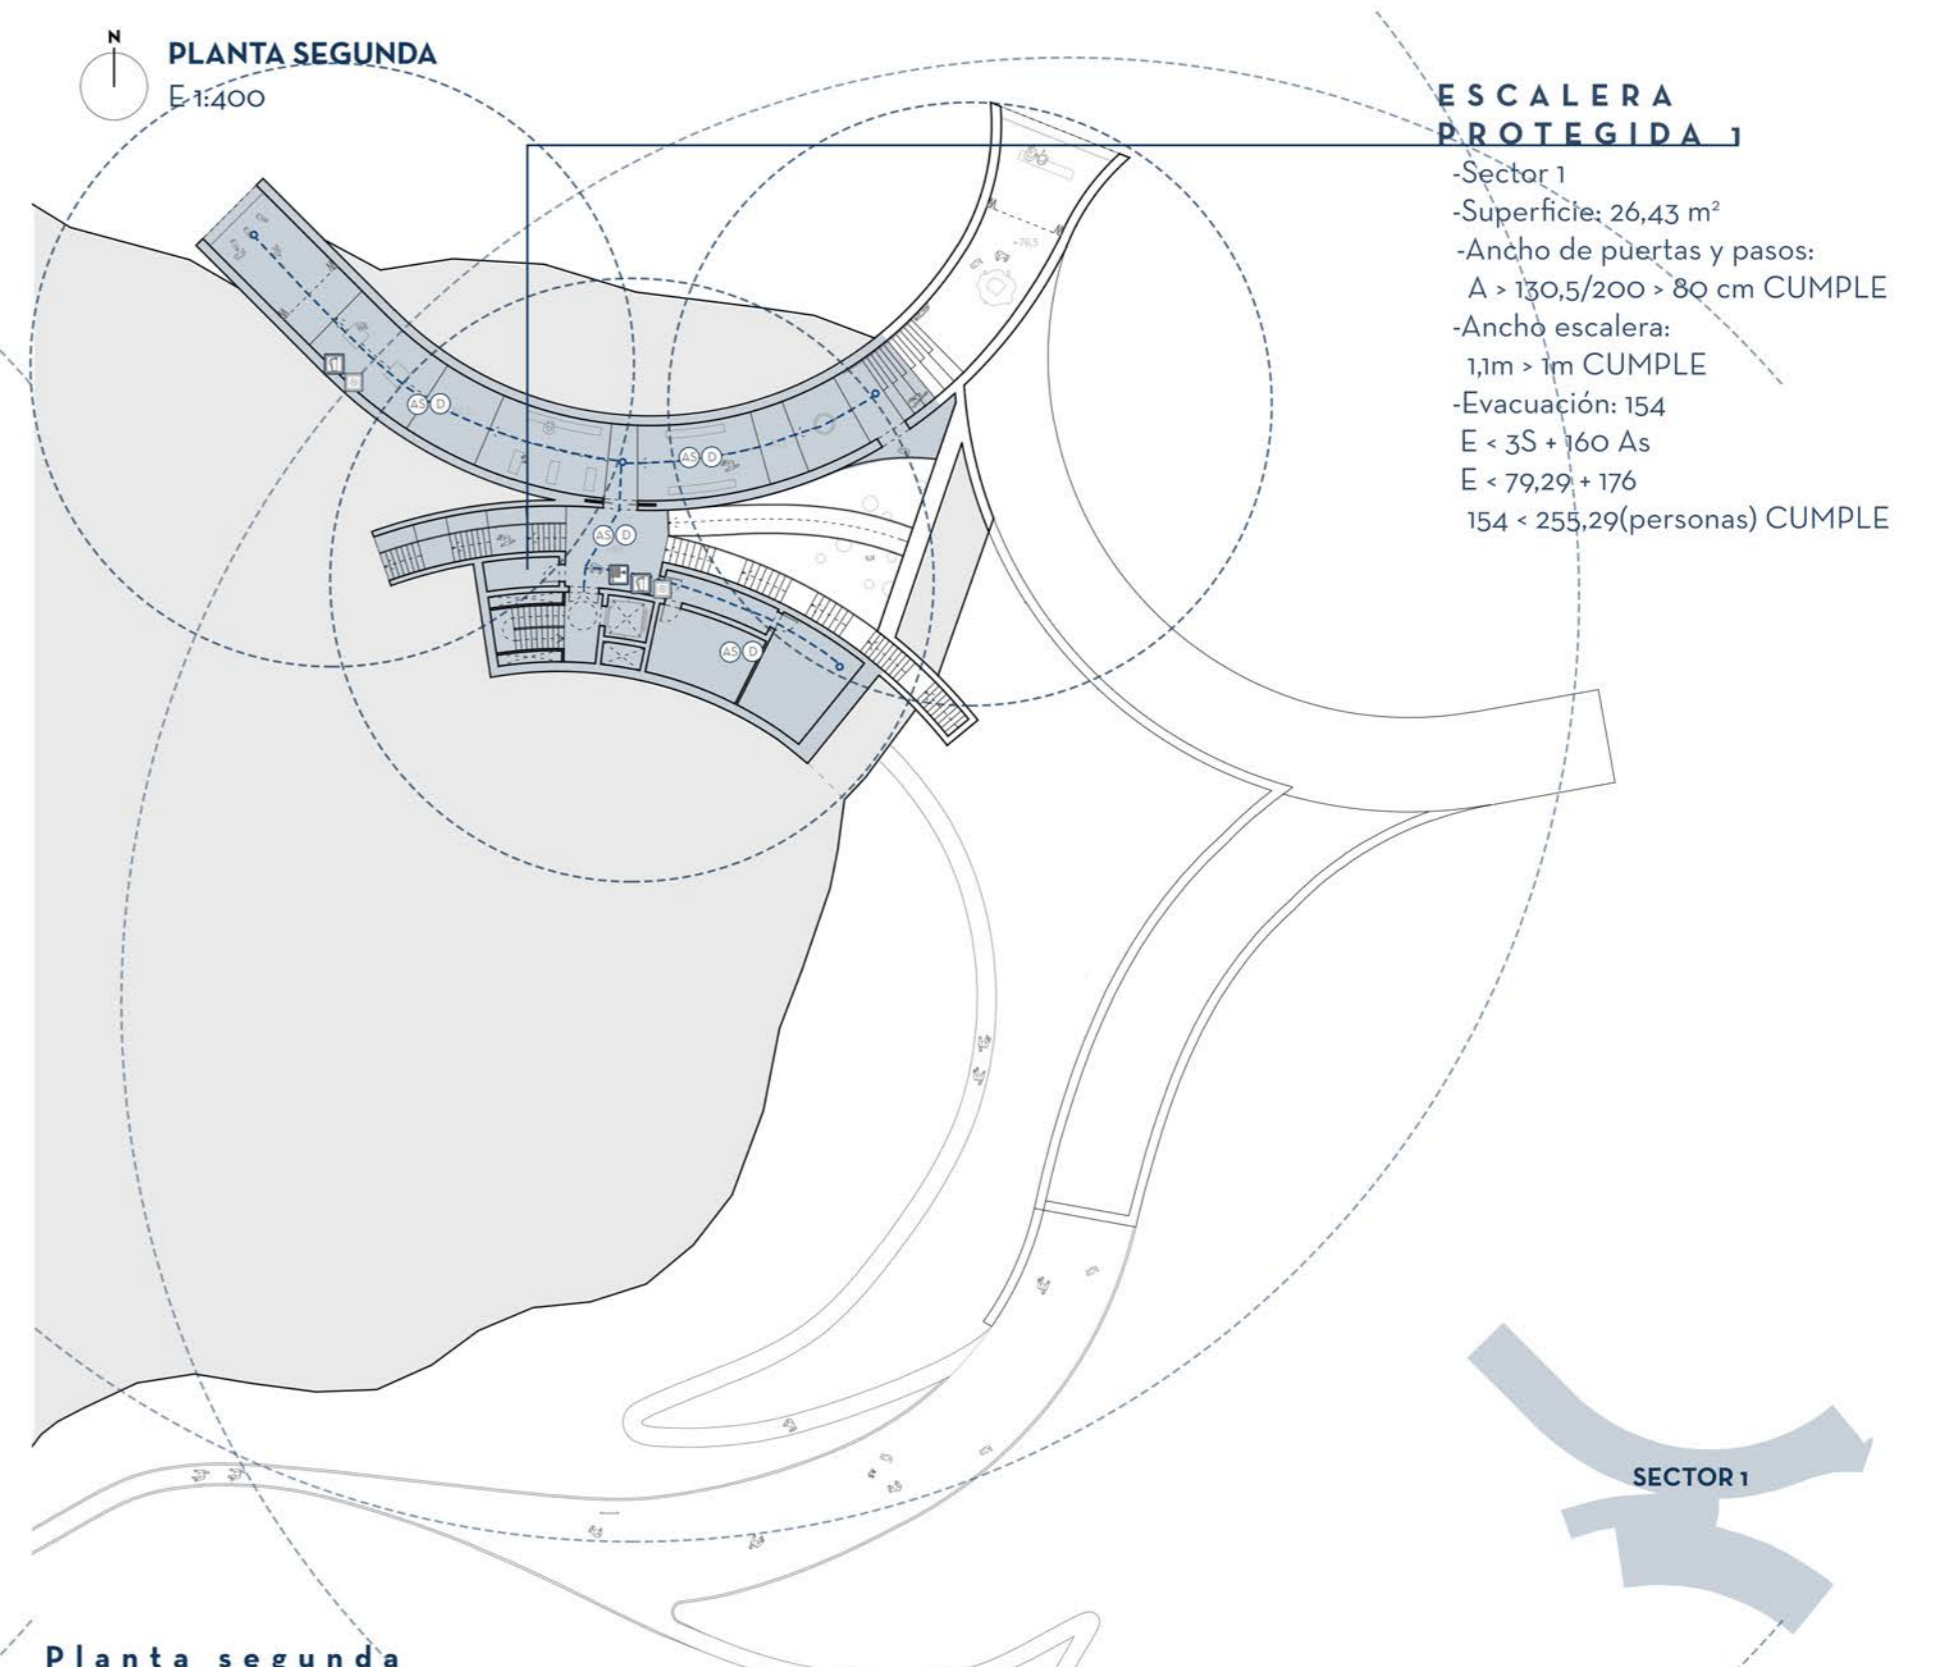 N
PLANTA SEGUNDA
E 1:400
ESCALERA
PROTEGIDA 1
-Sector 1
-Superficie: 26,43 m²
-Ancho de puertas y pasos:
A > 130,5/200 > 80 cm CUMPLE
-Ancho escalera:
1,1m > 1m CUMPLE
-Evacuación: 154
E < 3S + 160 As
E < 79,29 + 176
154 < 255,29(personas) CUMPLE
+76,5
AS D
AS D
AS D
AS D
SECTOR 1
Planta segunda